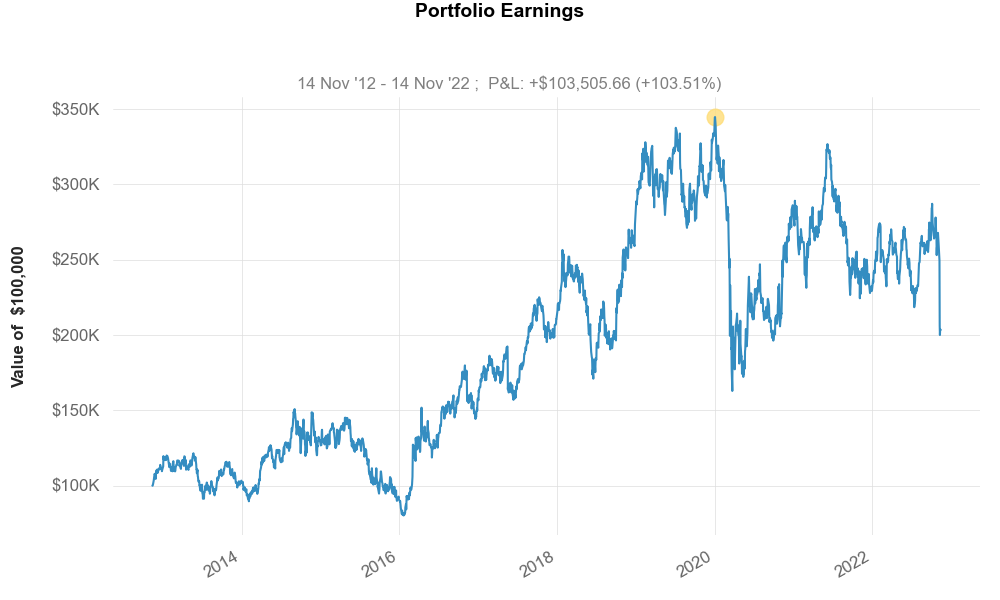 Portfolio Earnings
14 Nov '12 - 14 Nov '22 ;  P&L: +$103,505.66 (+103.51%)
Value of  $100,000
$350K
$300K
$250K
$200K
$150K
$100K
2014
2016
2018
2020
2022